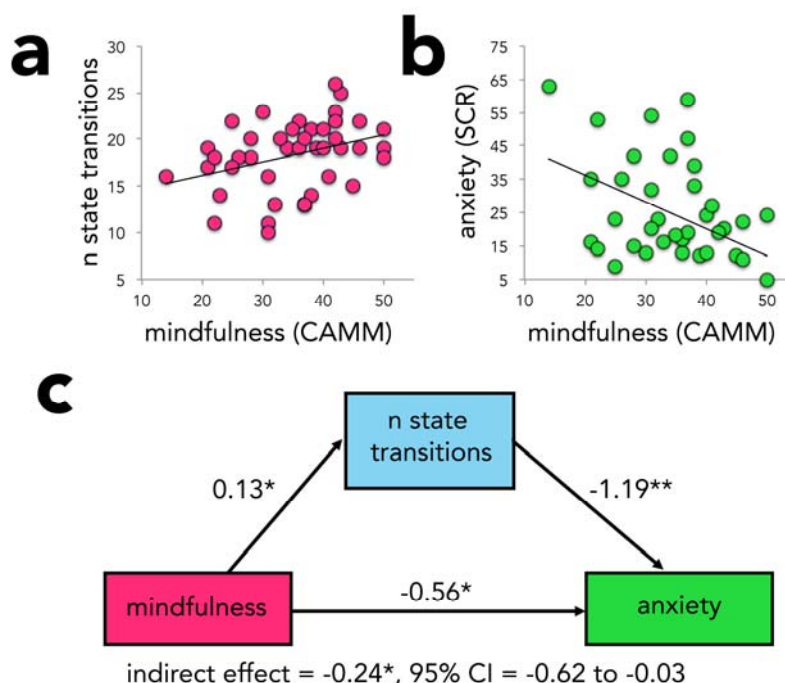 a
n state transitions
30
25
20
15
10
5
10 20 30 40 50
mindfulness (CAMM)
b
anxiety (SCR)
75
65
55
45
35
25
15
5
10 20 30 40 50
mindfulness (CAMM)
c
n state
transitions
0.13*
-1.19**
mindfulness
-0.56*
anxiety
indirect effect = -0.24*, 95% CI = -0.62 to -0.03